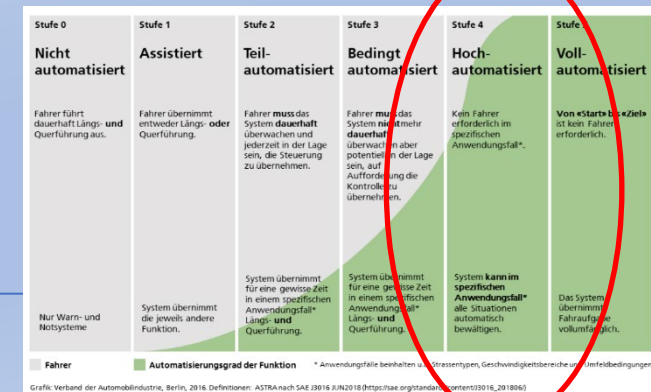 Stufe 0
Nicht
automatisiert
Fahrer führt
dauerhaft Längs- und
Querführung aus.
Nur Warn- und
Notsysteme
Stufe 1
Assistiert
Fahrer übernimmt
entweder Längs- oder
Querführung.
System übernimmt
die jeweils andere
Funktion.
Stufe 2
Teil-
automatisiert
Fahrer muss das
System dauerhaft
überwachen und
jederzeit in der Lage
sein, die Steuerung
zu übernehmen.
System übernimmt
für eine gewisse Zeit
in einem spezifischen
Anwendungsfall*
Längs- und
Querführung.
Stufe 3
Bedingt
automatisiert
Fahrer muss das
System nicht mehr
dauerhaft
überwachen aber
potentiell in der Lage
sein, auf
Aufforderung die
Kontrolle zu
übernehmen.
System übernimmt
für eine gewisse Zeit
in einem spezifischen
Anwendungsfall*
Längs- und
Querführung.
Stufe 4
Hoch-
automatisiert
Kein Fahrer
erforderlich im
spezifischen
Anwendungsfall*.
System kann im
spezifischen
Anwendungsfall*
alle Situationen
automatisch
bewältigen.
Stufe
Voll-
automatisiert
Von «Start» bis «Ziel»
ist kein Fahrer
erforderlich.
Das System
übernimmt
Fahraufgabe
vollumfänglich.
Fahrer
Automatisierungsgrad der Funktion
* Anwendungsfälle beinhalten u.a. Strassentypen, Geschwindigkeitsbereiche und Umfeldbedingungen
Grafik: Verband der Automobilindustrie, Berlin, 2016. Definitionen: ASTRA nach SAE J3016 JUN2018 (https://sae.org/standards/content/J3016_201806/)